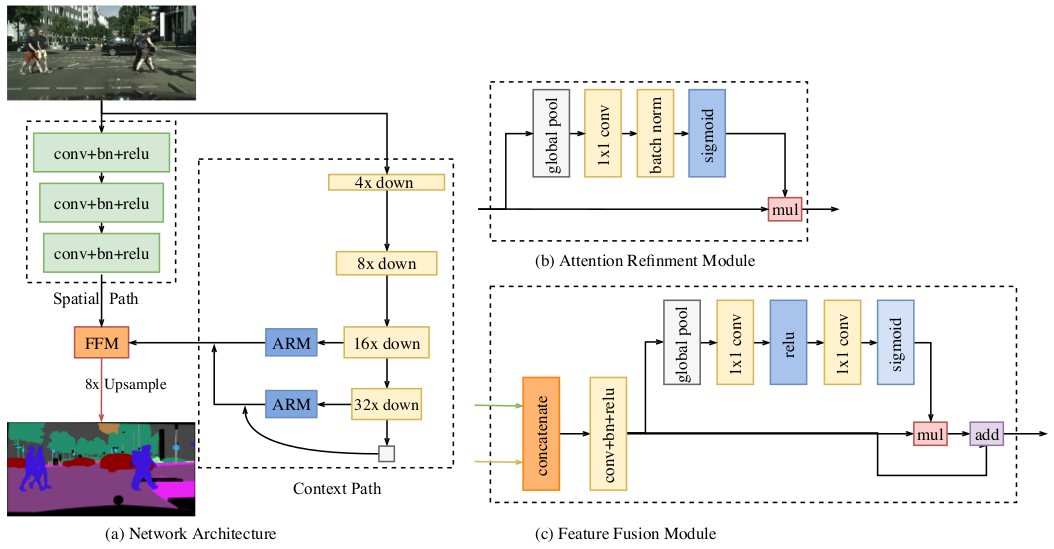 conv+bn+relu
conv+bn+relu
conv+bn+relu
Spatial Path
FFM
8x Upsample
4x down
8x down
ARM
16x down
ARM
32x down
Context Path
(a) Network Architecture
global pool
1x1 conv
batch norm
sigmoid
mul
(b) Attention Refinment Module
concatenate
conv+bn+relu
global pool
1x1 conv
relu
1x1 conv
sigmoid
mul
add
(c) Feature Fusion Module